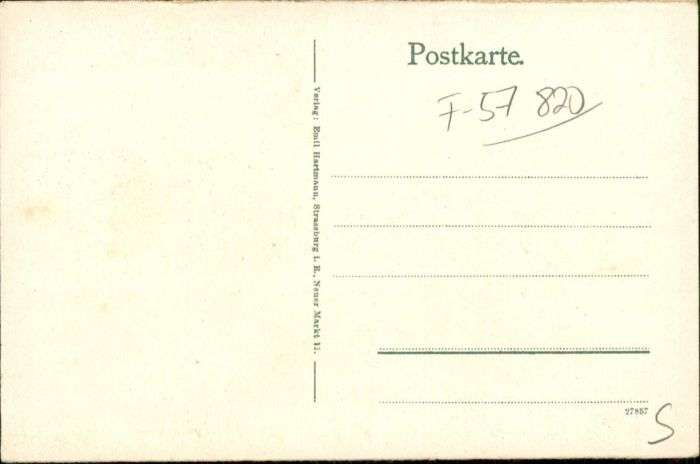 Postkarte.
F-57 820
Verlag: Emil Hartmann, Strassburg i. E., Neuer Markt 11.
27857
S